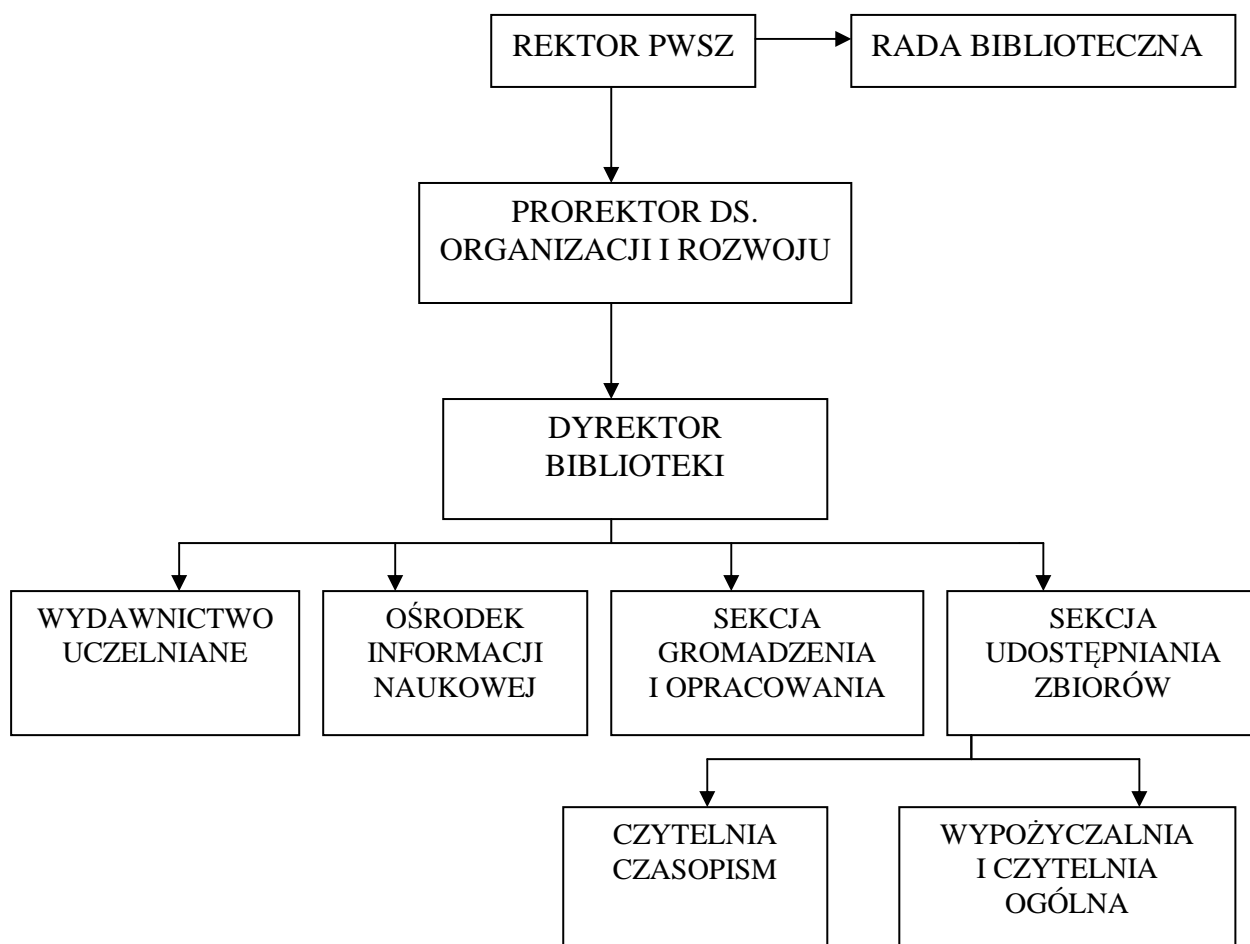 REKTOR PWSZ
RADA BIBLIOTECZNA
PROREKTOR DS.
ORGANIZACJI I ROZWOJU
DYREKTOR
BIBLIOTEKI
WYDAWNICTWO
UCZELNIANE
OŚRODEK
INFORMACJI
NAUKOWEJ
SEKCJA
GROMADZENIA
I OPRACOWANIA
SEKCJA
UDOSTĘPNIANIA
ZBIORÓW
CZYTELNIA
CZASOPISM
WYPOŻYCZALNIA
I CZYTELNIA
OGÓLNA